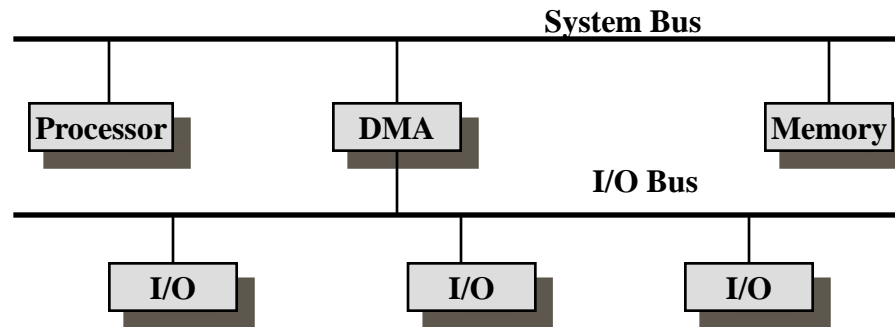 System Bus
Processor
DMA
Memory
I/O Bus
I/O
I/O
I/O